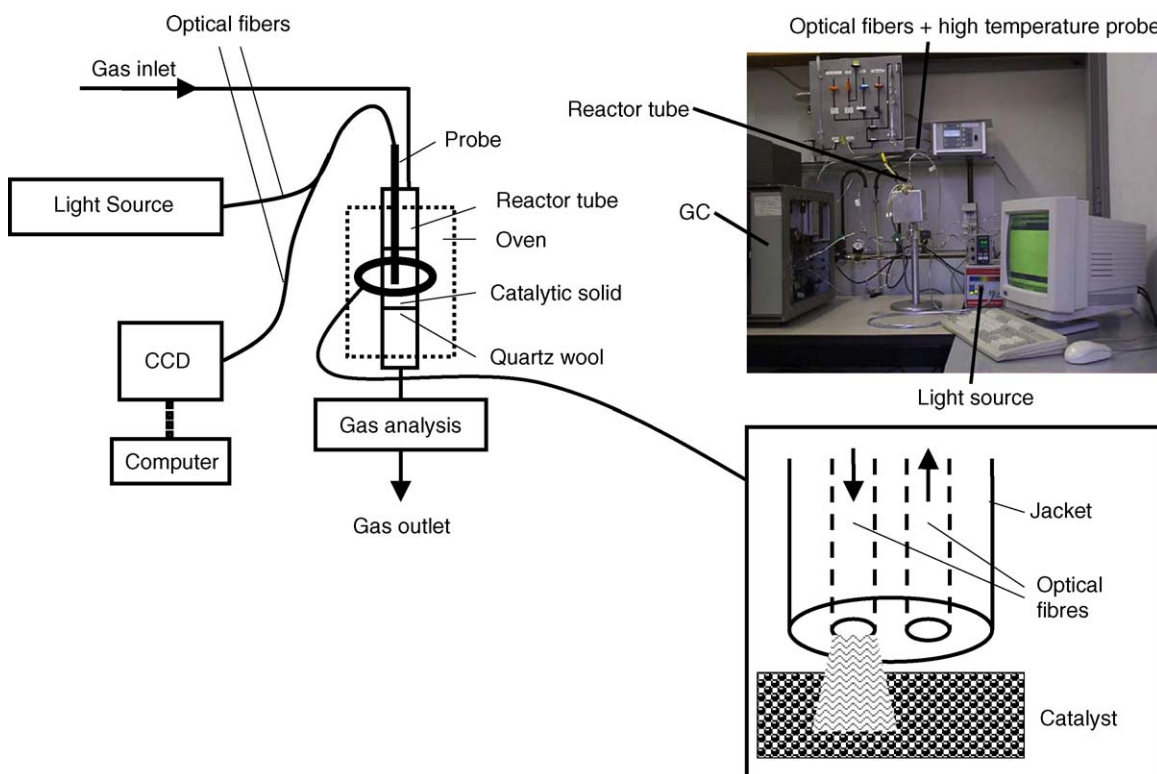 Optical fibers
Gas inlet
Probe
Light Source
Reactor tube
Oven
Catalytic solid
CCD
Quartz wool
Gas analysis
Computer
Gas outlet
Optical fibers + high temperature probe
Reactor tube
GC
Light source
Jacket
Optical
fibres
Catalyst